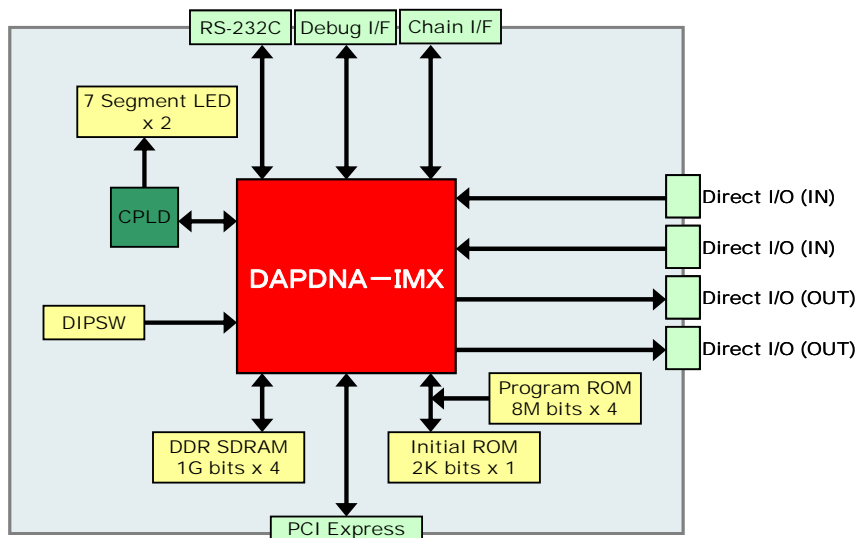 RS-232C
Debug I/F
Chain I/F
7 Segment LED
x 2
CPLD
DAPDNA－IMX
Direct I/O (IN)
Direct I/O (IN)
Direct I/O (OUT)
Direct I/O (OUT)
DIPSW
Program ROM
8M bits x 4
DDR SDRAM
1G bits x 4
Initial ROM
2K bits x 1
PCI Express